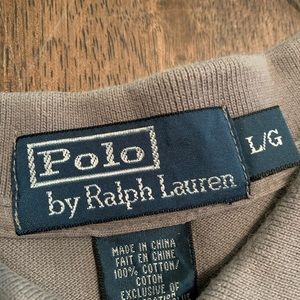 Polo
by Ralph Lauren
L/G
MADE IN CHINA
FAIT EN CHINE
100% COTTON/
COTON
EXCLUSIVE OF